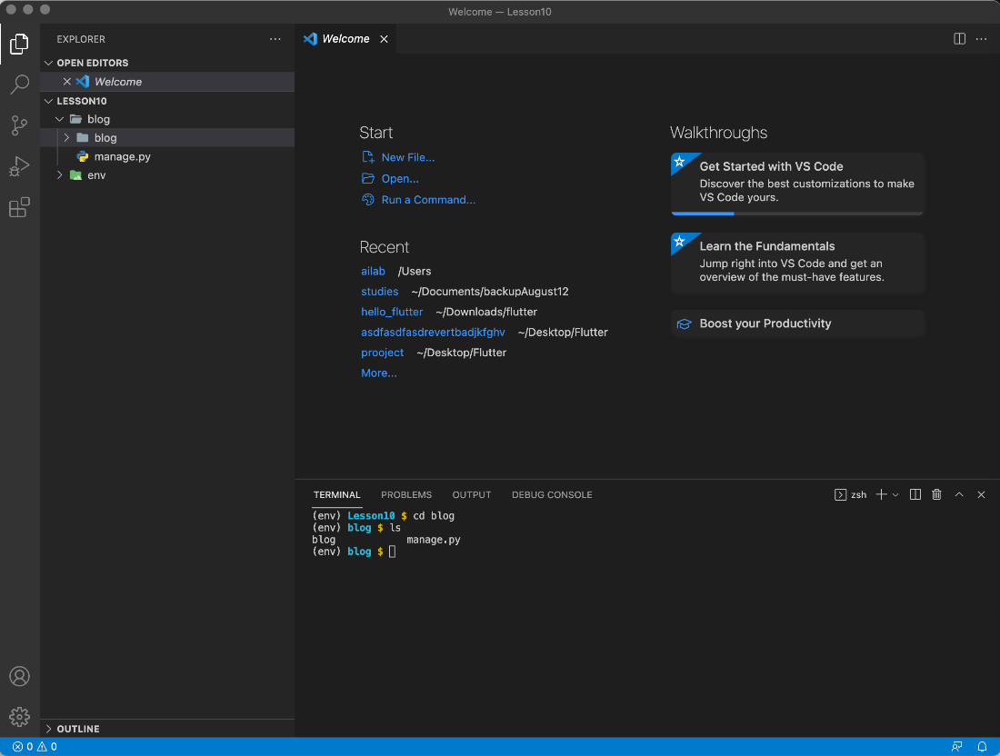 Welcome — Lesson10
EXPLORER
OPEN EDITORS
Welcome
LESSON10
blog
blog
manage.py
env
OUTLINE
Welcome
Start
New File...
Open...
Run a Command...
Recent
ailab /Users
studies ~/Documents/backupAugust12
hello_flutter ~/Downloads/flutter
asdfasdfasdrevertbadjkfghv ~/Desktop/Flutter
prooject ~/Desktop/Flutter
More...
Walkthroughs
Get Started with VS Code
Discover the best customizations to make
VS Code yours.
Learn the Fundamentals
Jump right into VS Code and get an
overview of the must-have features.
Boost your Productivity
TERMINAL PROBLEMS OUTPUT DEBUG CONSOLE zsh
(env) Lesson10 $ cd blog
(env) blog $ ls
blog manage.py
(env) blog $
0 0